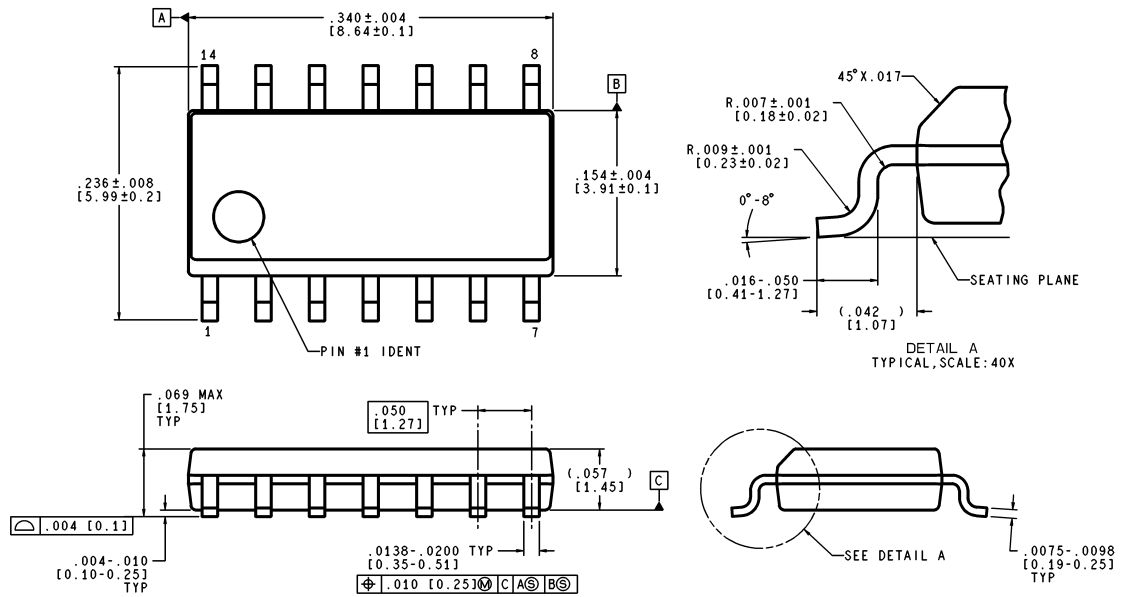 A
.340±.004
[8.64±0.1]
14
8
B
.236±.008
[5.99±0.2]
.154±.004
[3.91±0.1]
1
7
PIN #1 IDENT
45°X.017
R.007±.001
[0.18±0.02]
R.009±.001
[0.23±0.02]
0°-8°
.016-.050
[0.41-1.27]
SEATING PLANE
(.042 )
[1.07]
DETAIL A
TYPICAL,SCALE:40X
.069 MAX
[1.75]
TYP
.050 TYP
[1.27]
(.057 )
[1.45]
C
⌓ .004 [0.1]
.004-.010
[0.10-0.25]
TYP
.0138-.0200 TYP
[0.35-0.51]
⌖ .010 [0.25]Ⓜ C AⓈ BⓈ
SEE DETAIL A
.0075-.0098
[0.19-0.25]
TYP